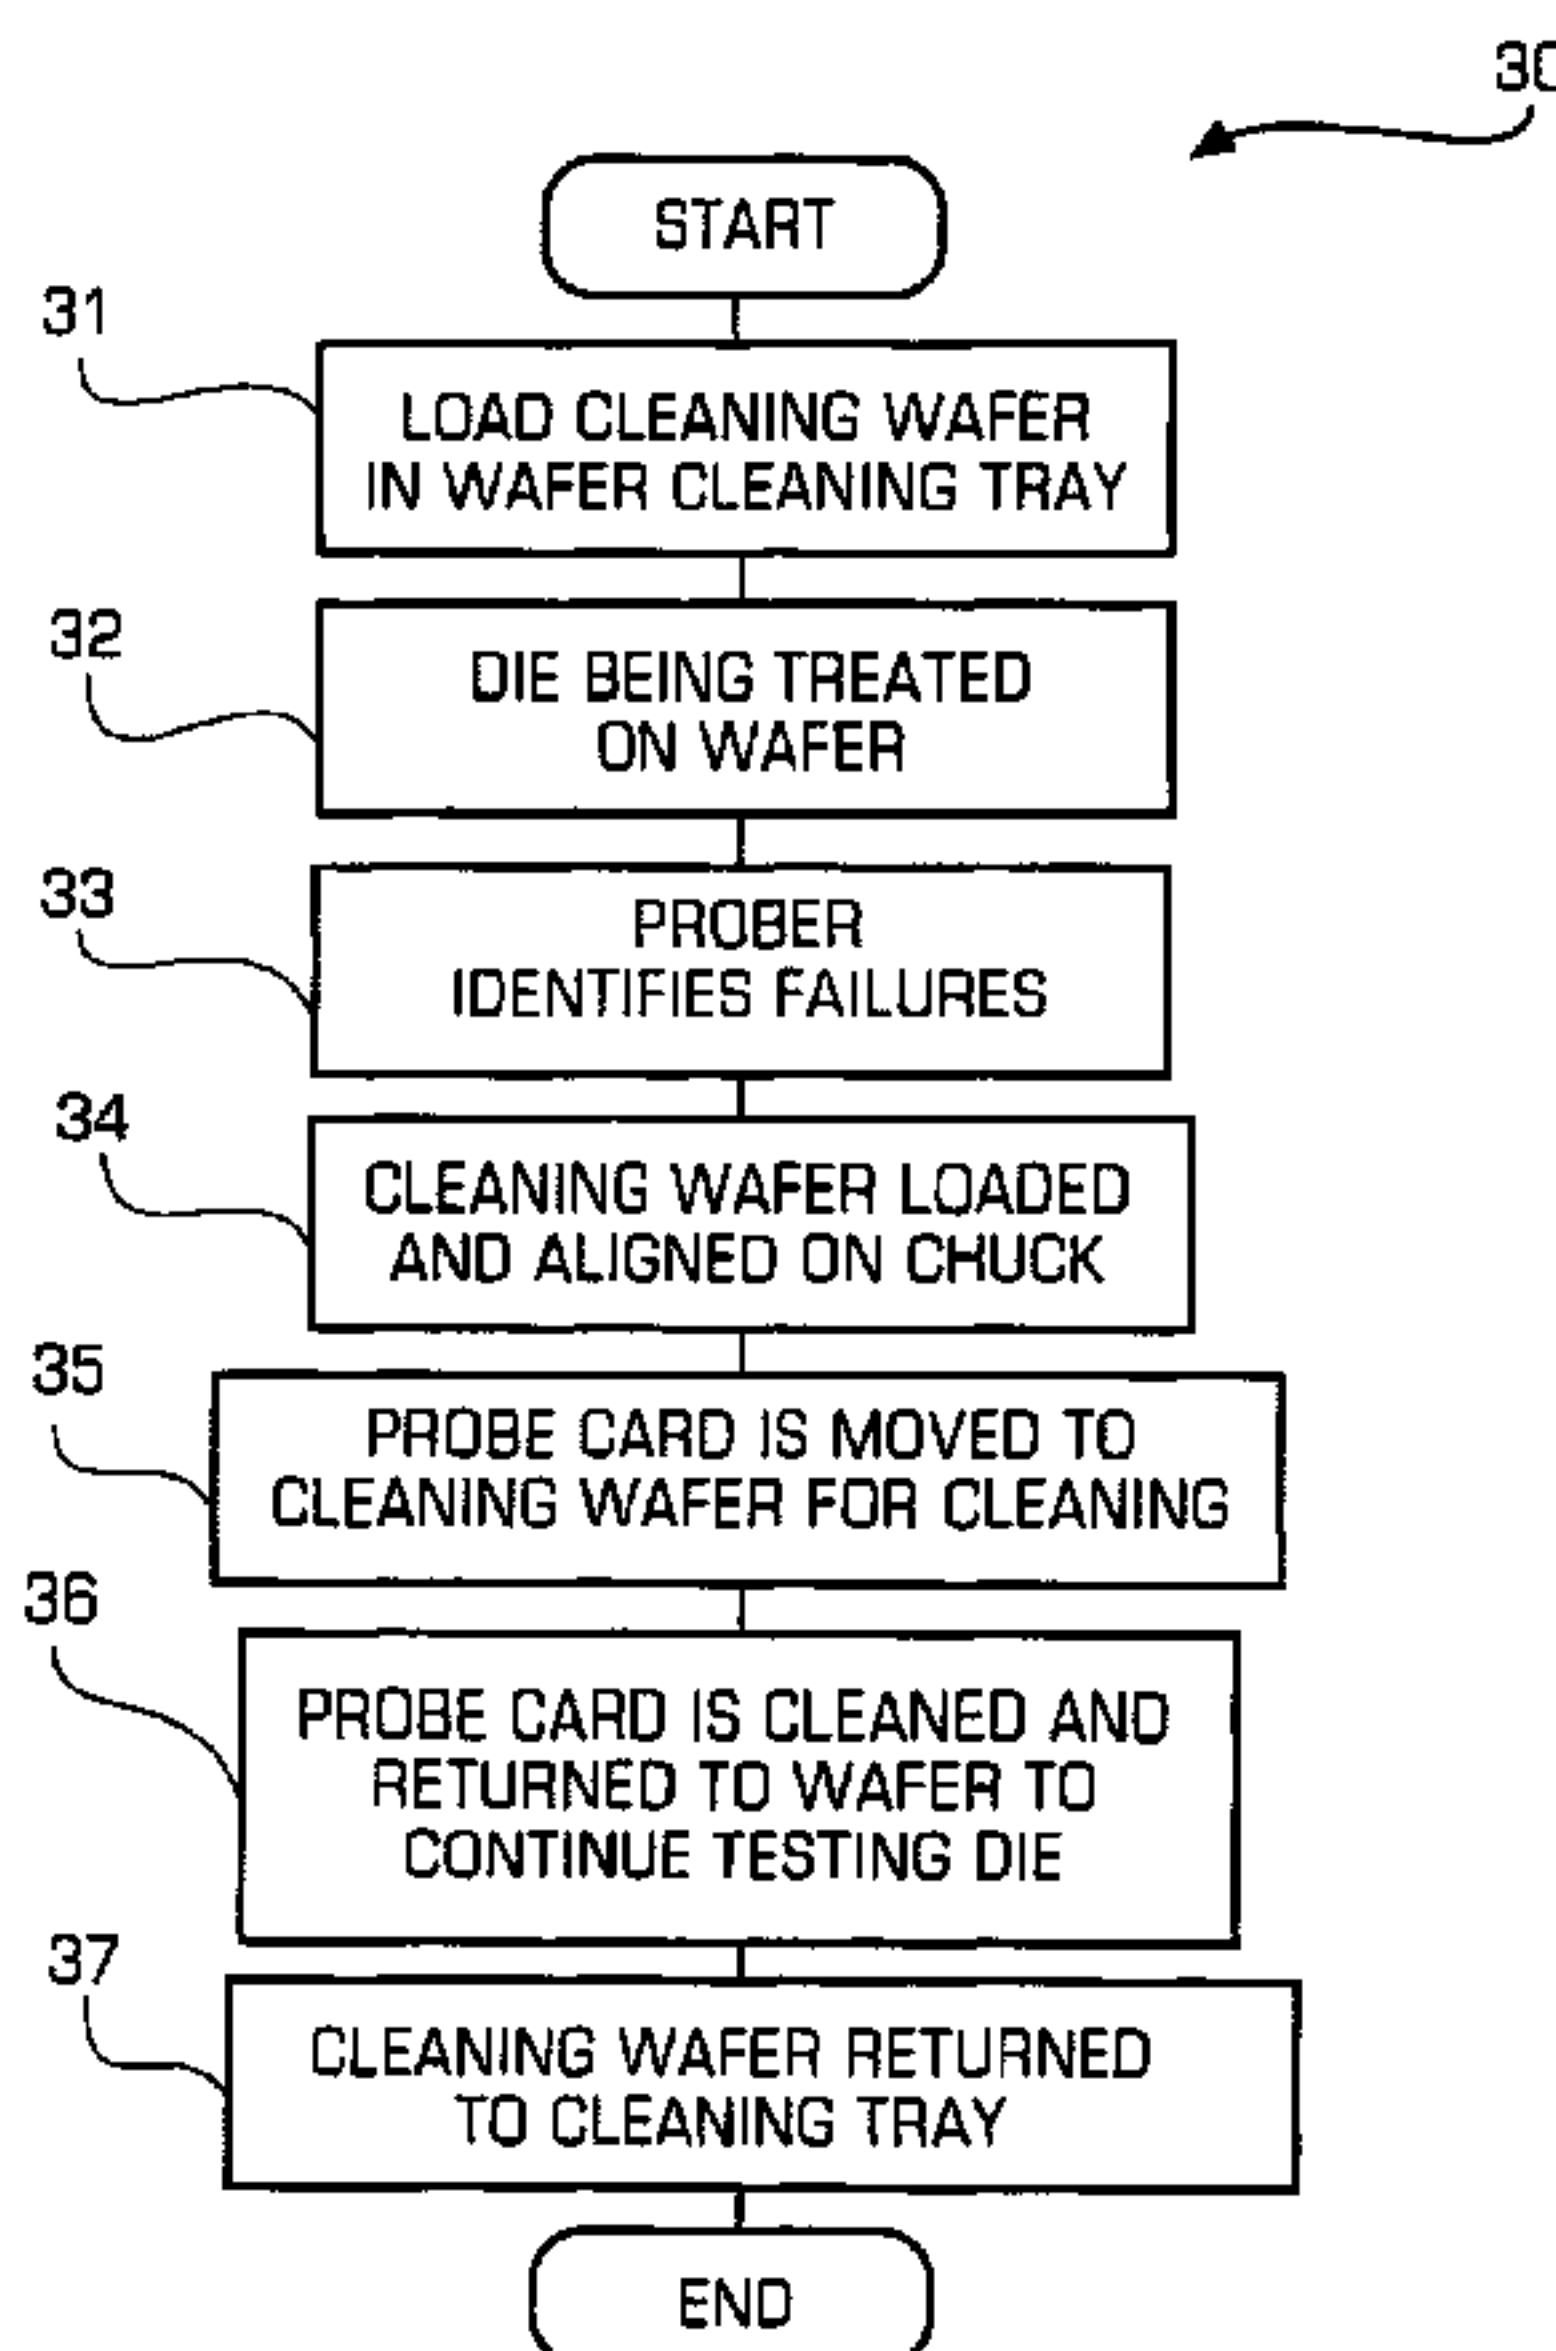 30
START
31
LOAD CLEANING WAFER
IN WAFER CLEANING TRAY
32
DIE BEING TREATED
ON WAFER
33
PROBER
IDENTIFIES FAILURES
34
CLEANING WAFER LOADED
AND ALIGNED ON CHUCK
35
PROBE CARD IS MOVED TO
CLEANING WAFER FOR CLEANING
36
PROBE CARD IS CLEANED AND
RETURNED TO WAFER TO
CONTINUE TESTING DIE
37
CLEANING WAFER RETURNED
TO CLEANING TRAY
END